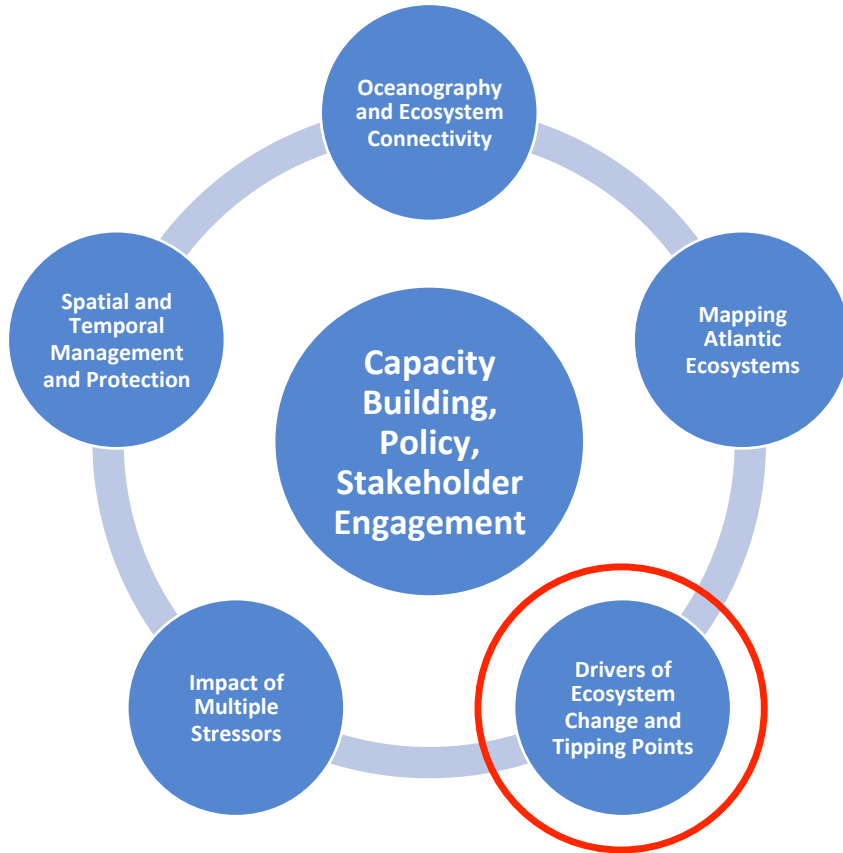 Oceanography
and Ecosystem
Connectivity
Spatial and
Temporal
Management
and Protection
Mapping
Atlantic
Ecosystems
Capacity
Building,
Policy,
Stakeholder
Engagement
Impact of
Multiple
Stressors
Drivers of
Ecosystem
Change and
Tipping Points